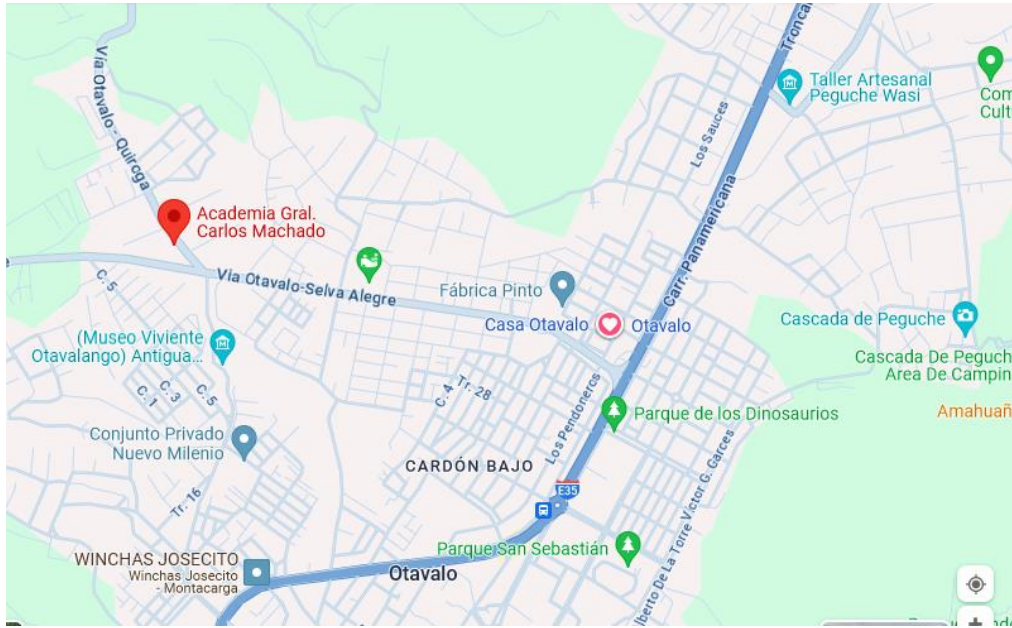 Troncal
Taller Artesanal
Peguche Wasi
Com
Cult
Via Otavalo - Quiroga
Los Sauces
Academia Gral.
Carlos Machado
Carr. Panamericana
C. 5
Via Otavalo-Selva Alegre
Fábrica Pinto
Casa Otavalo
Otavalo
Cascada de Peguche
(Museo Viviente
Otavalango) Antigua...
Cascada De Peguch
Area De Campin
C. 3
C. 1
C. 5
C. 4
Tr. 28
Los Pendoneros
Parque de los Dinosaurios
Amahuañ
Conjunto Privado
Nuevo Milenio
CARDÓN BAJO
Tr. 16
E35
Alberto De La Torre Victor G. Garces
Parque San Sebastián
WINCHAS JOSECITO
Winchas Josecito
- Montacarga
Otavalo